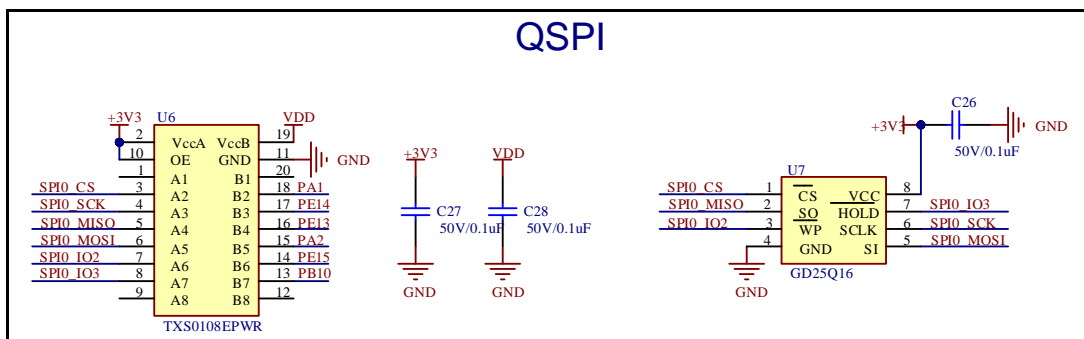 QSPI
+3V3
U6
VDD
2
VccA
VccB
19
10
OE
GND
11
GND
1
A1
B1
20
SPI0_CS
3
A2
B2
18
PA1
SPI0_SCK
4
A3
B3
17
PE14
SPI0_MISO
5
A4
B4
16
PE13
SPI0_MOSI
6
A5
B5
15
PA2
SPI0_IO2
7
A6
B6
14
PE15
SPI0_IO3
8
A7
B7
13
PB10
9
A8
B8
12
TXS0108EPWR
+3V3
C27
50V/0.1uF
GND
VDD
C28
50V/0.1uF
GND
C26
+3V3
GND
50V/0.1uF
U7
SPI0_CS
1
CS
VCC
8
SPI0_MISO
2
SO
HOLD
7
SPI0_IO3
SPI0_IO2
3
WP
SCLK
6
SPI0_SCK
4
GND
SI
5
SPI0_MOSI
GND
GD25Q16